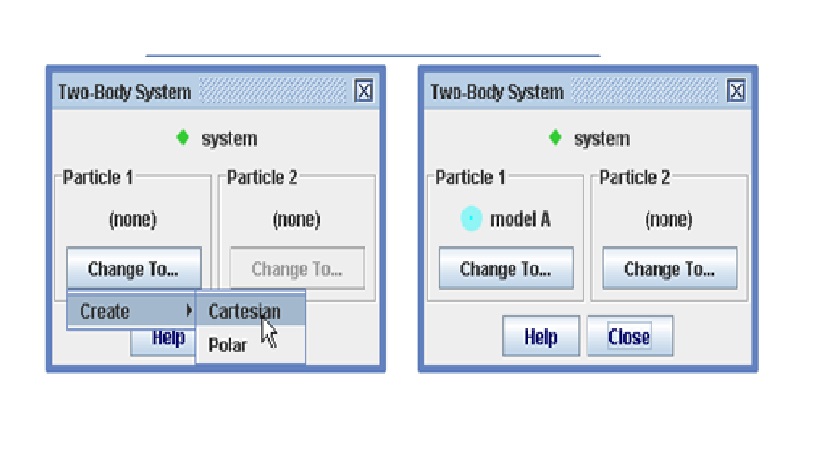 Two-Body System
system
Particle 1
Particle 2
(none)
(none)
Change To...
Change To...
Create
Cartesian
Help
Polar
Two-Body System
system
Particle 1
Particle 2
model A
(none)
Change To...
Change To...
Help
Close